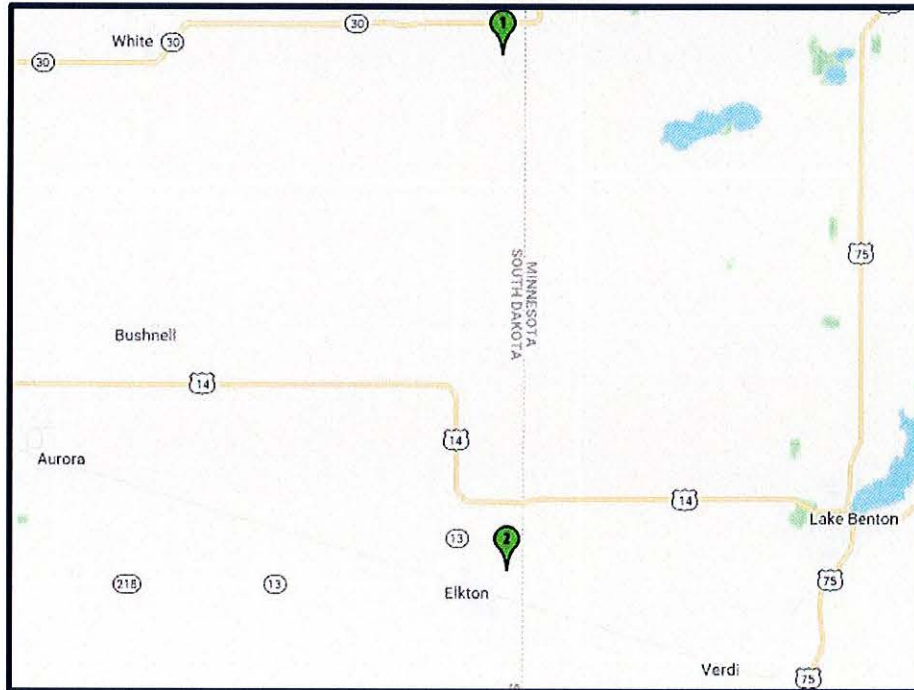 1
30
White
30
30
75
MINNESOTA
SOUTH DAKOTA
Bushnell
14
14
Aurora
14
Lake Benton
13
2
218
13
75
Elkton
Verdi
75